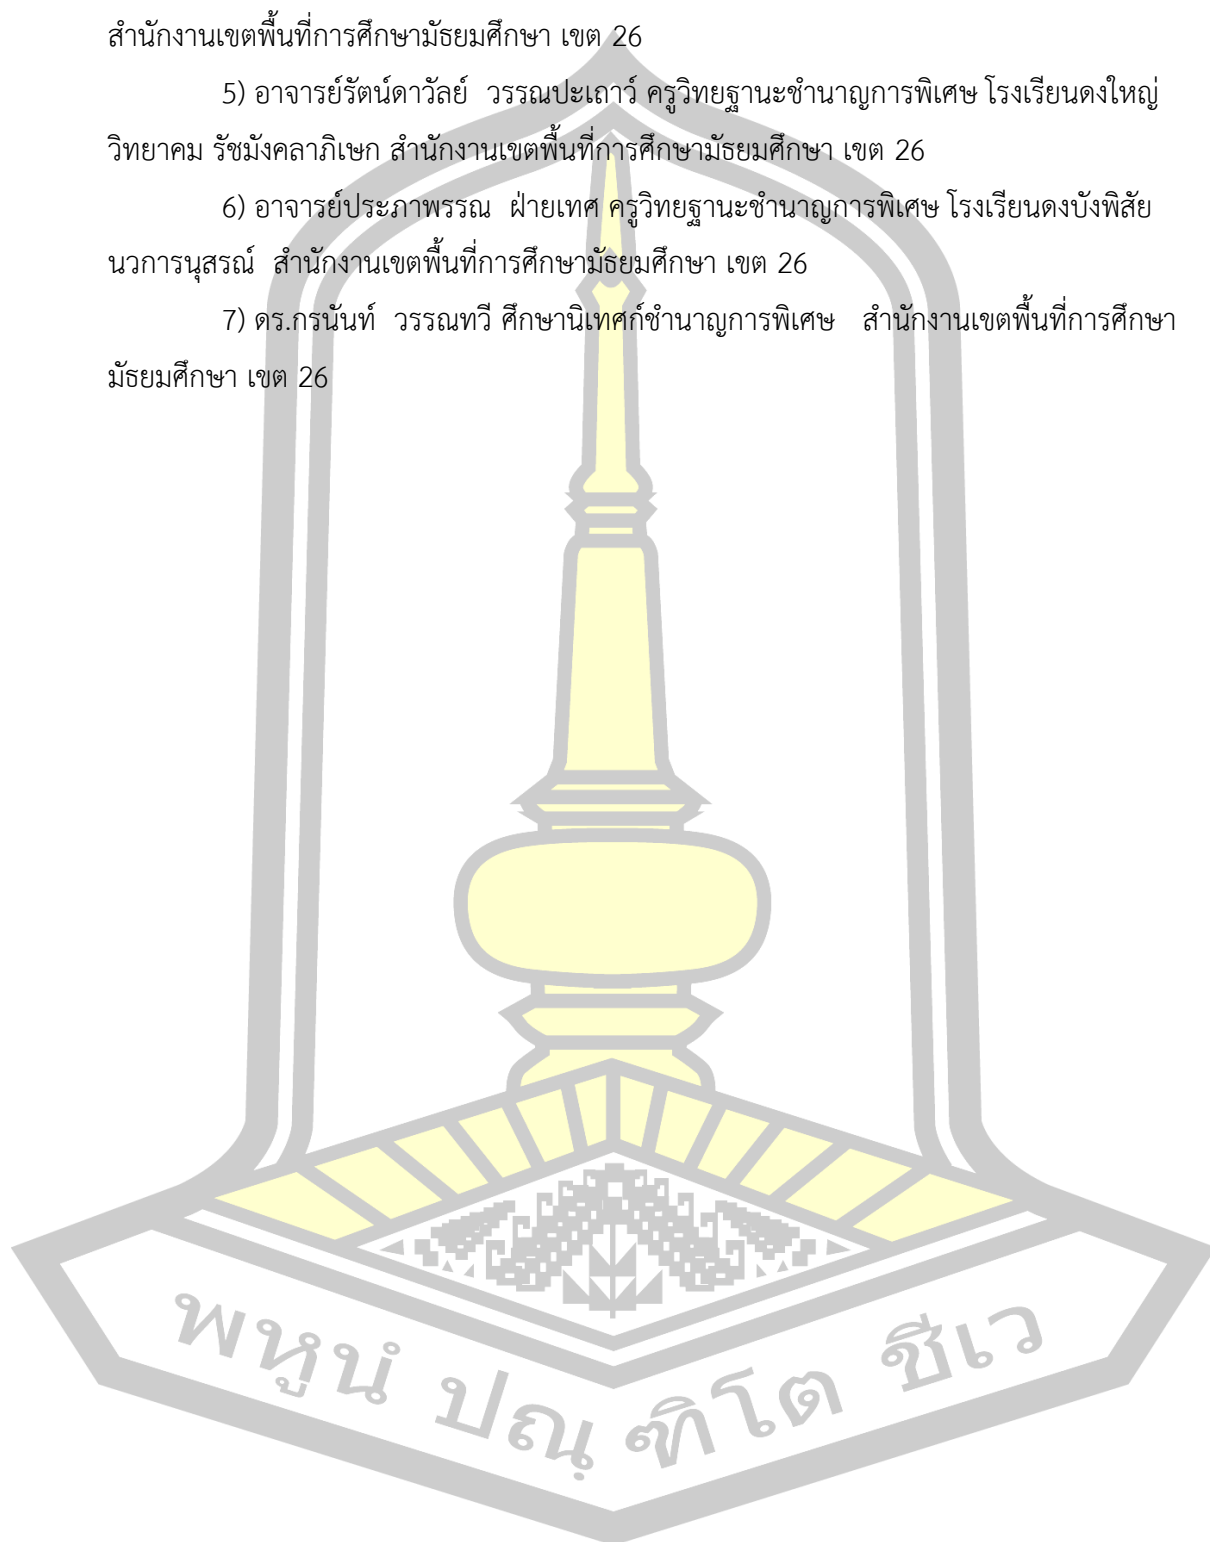 สำนักงานเขตพื้นที่การศึกษามัธยมศึกษา เขต 26
5) อาจารย์รัตน์ดาวัลย์  วรรณปะเถาว์ ครูวิทยฐานะชำนาญการพิเศษ โรงเรียนดงใหญ่
วิทยาคม รัชมังคลาภิเษก สำนักงานเขตพื้นที่การศึกษามัธยมศึกษา เขต 26
6) อาจารย์ประภาพรรณ  ฝ่ายเทศ ครูวิทยฐานะชำนาญการพิเศษ โรงเรียนดงบังพิสัย
นวการนุสรณ์  สำนักงานเขตพื้นที่การศึกษามัธยมศึกษา เขต 26
7) ดร.กรนันท์  วรรณทวี ศึกษานิเทศก์ชำนาญการพิเศษ   สำนักงานเขตพื้นที่การศึกษา
มัธยมศึกษา เขต 26
พหูนํ ปณฺฑิโต ชีเว